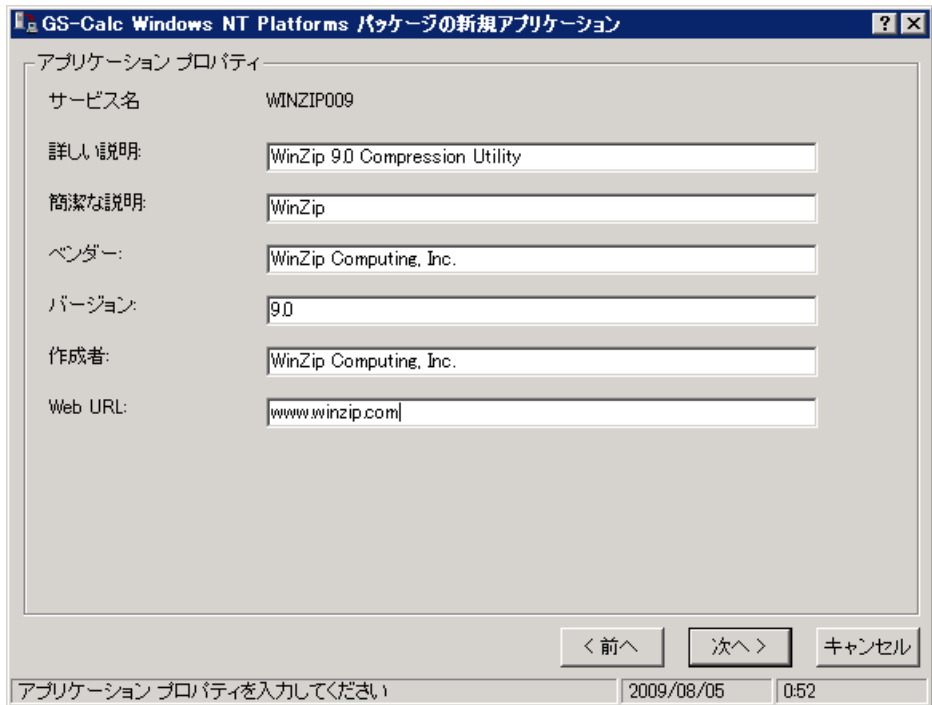 GS-Calc Windows NT Platforms パッケージの新規アプリケーション
アプリケーション プロパティ
サービス名 WINZIP009
詳しい説明: WinZip 9.0 Compression Utility
簡潔な説明: WinZip
ベンダー: WinZip Computing, Inc.
バージョン: 9.0
作成者: WinZip Computing, Inc.
Web URL: www.winzip.com
< 前へ 次へ > キャンセル
アプリケーション プロパティを入力してください 2009/08/05 0:52